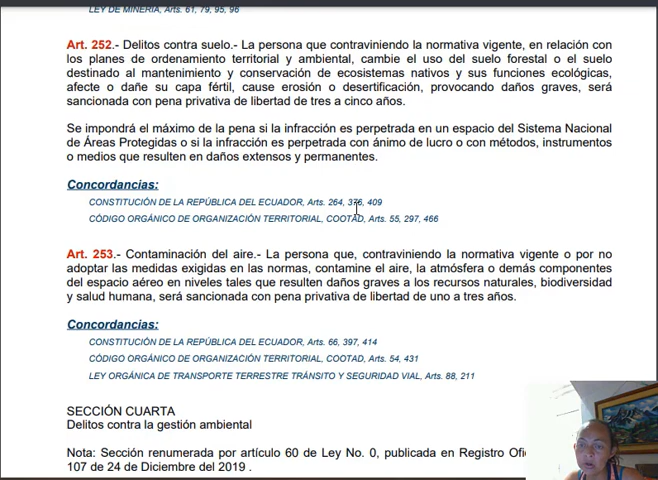 LEY DE MINERÍA, Arts. 61, 79, 95, 96
Art. 252.- Delitos contra suelo.- La persona que contraviniendo la normativa vigente, en relación con
los planes de ordenamiento territorial y ambiental, cambie el uso del suelo forestal o el suelo
destinado al mantenimiento y conservación de ecosistemas nativos y sus funciones ecológicas,
afecte o dañe su capa fértil, cause erosión o desertificación, provocando daños graves, será
sancionada con pena privativa de libertad de tres a cinco años.
Se impondrá el máximo de la pena si la infracción es perpetrada en un espacio del Sistema Nacional
de Áreas Protegidas o si la infracción es perpetrada con ánimo de lucro o con métodos, instrumentos
o medios que resulten en daños extensos y permanentes.
Concordancias:
CONSTITUCIÓN DE LA REPÚBLICA DEL ECUADOR, Arts. 264, 376, 409
CÓDIGO ORGÁNICO DE ORGANIZACIÓN TERRITORIAL, COOTAD, Arts. 55, 297, 466
Art. 253.- Contaminación del aire.- La persona que, contraviniendo la normativa vigente o por no
adoptar las medidas exigidas en las normas, contamine el aire, la atmósfera o demás componentes
del espacio aéreo en niveles tales que resulten daños graves a los recursos naturales, biodiversidad
y salud humana, será sancionada con pena privativa de libertad de uno a tres años.
Concordancias:
CONSTITUCIÓN DE LA REPÚBLICA DEL ECUADOR, Arts. 66, 397, 414
CÓDIGO ORGÁNICO DE ORGANIZACIÓN TERRITORIAL, COOTAD, Arts. 54, 431
LEY ORGÁNICA DE TRANSPORTE TERRESTRE TRÁNSITO Y SEGURIDAD VIAL, Arts. 88, 211
SECCIÓN CUARTA
Delitos contra la gestión ambiental
Nota: Sección renumerada por artículo 60 de Ley No. 0, publicada en Registro Ofi
107 de 24 de Diciembre del 2019 .